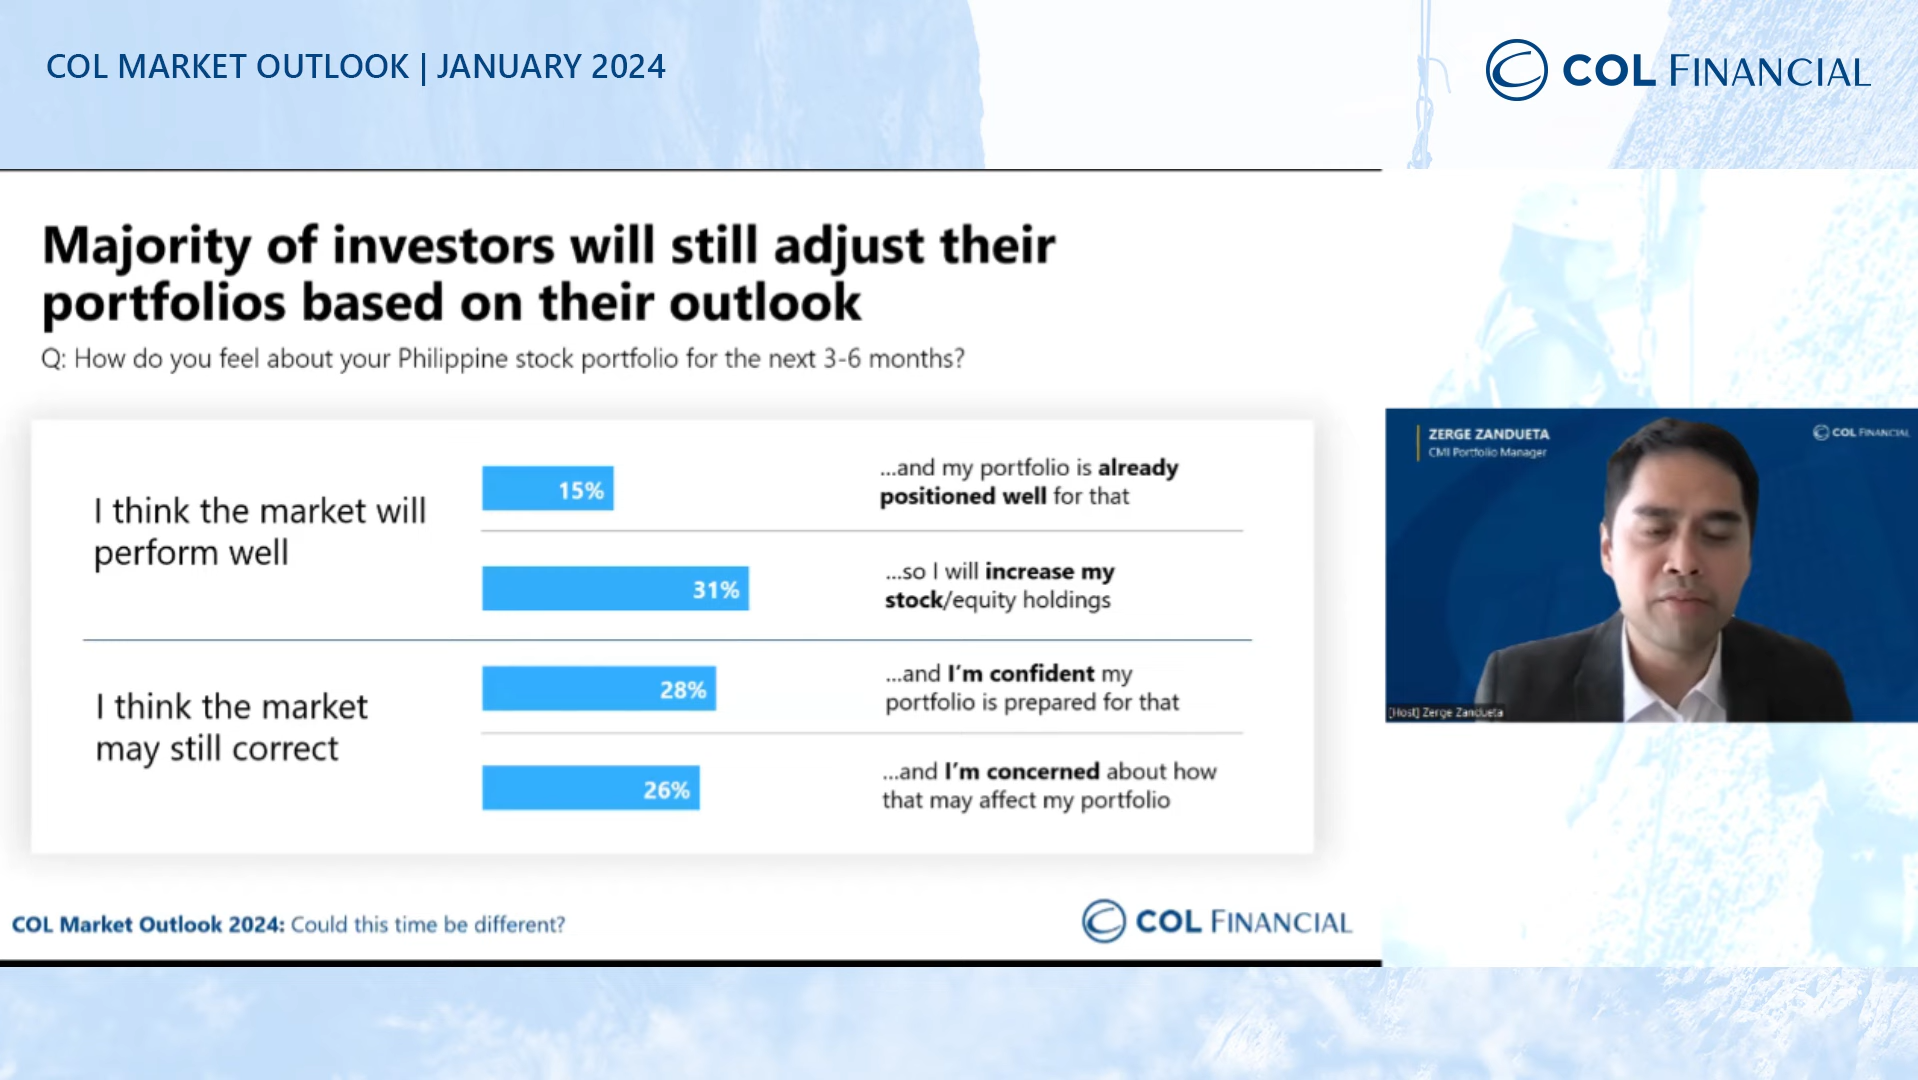 COL MARKET OUTLOOK | JANUARY 2024
COL FINANCIAL
Majority of investors will still adjust their
portfolios based on their outlook
Q: How do you feel about your Philippine stock portfolio for the next 3-6 months?
I think the market will
perform well
15%
...and my portfolio is already
positioned well for that
31%
...so I will increase my
stock/equity holdings
I think the market
may still correct
28%
...and I'm confident my
portfolio is prepared for that
26%
...and I'm concerned about how
that may affect my portfolio
COL Market Outlook 2024: Could this time be different?
COL FINANCIAL
ZERGE ZANDUETA
CMI Portfolio Manager
COL FINANCIAL
[Host] Zerge Zandueta